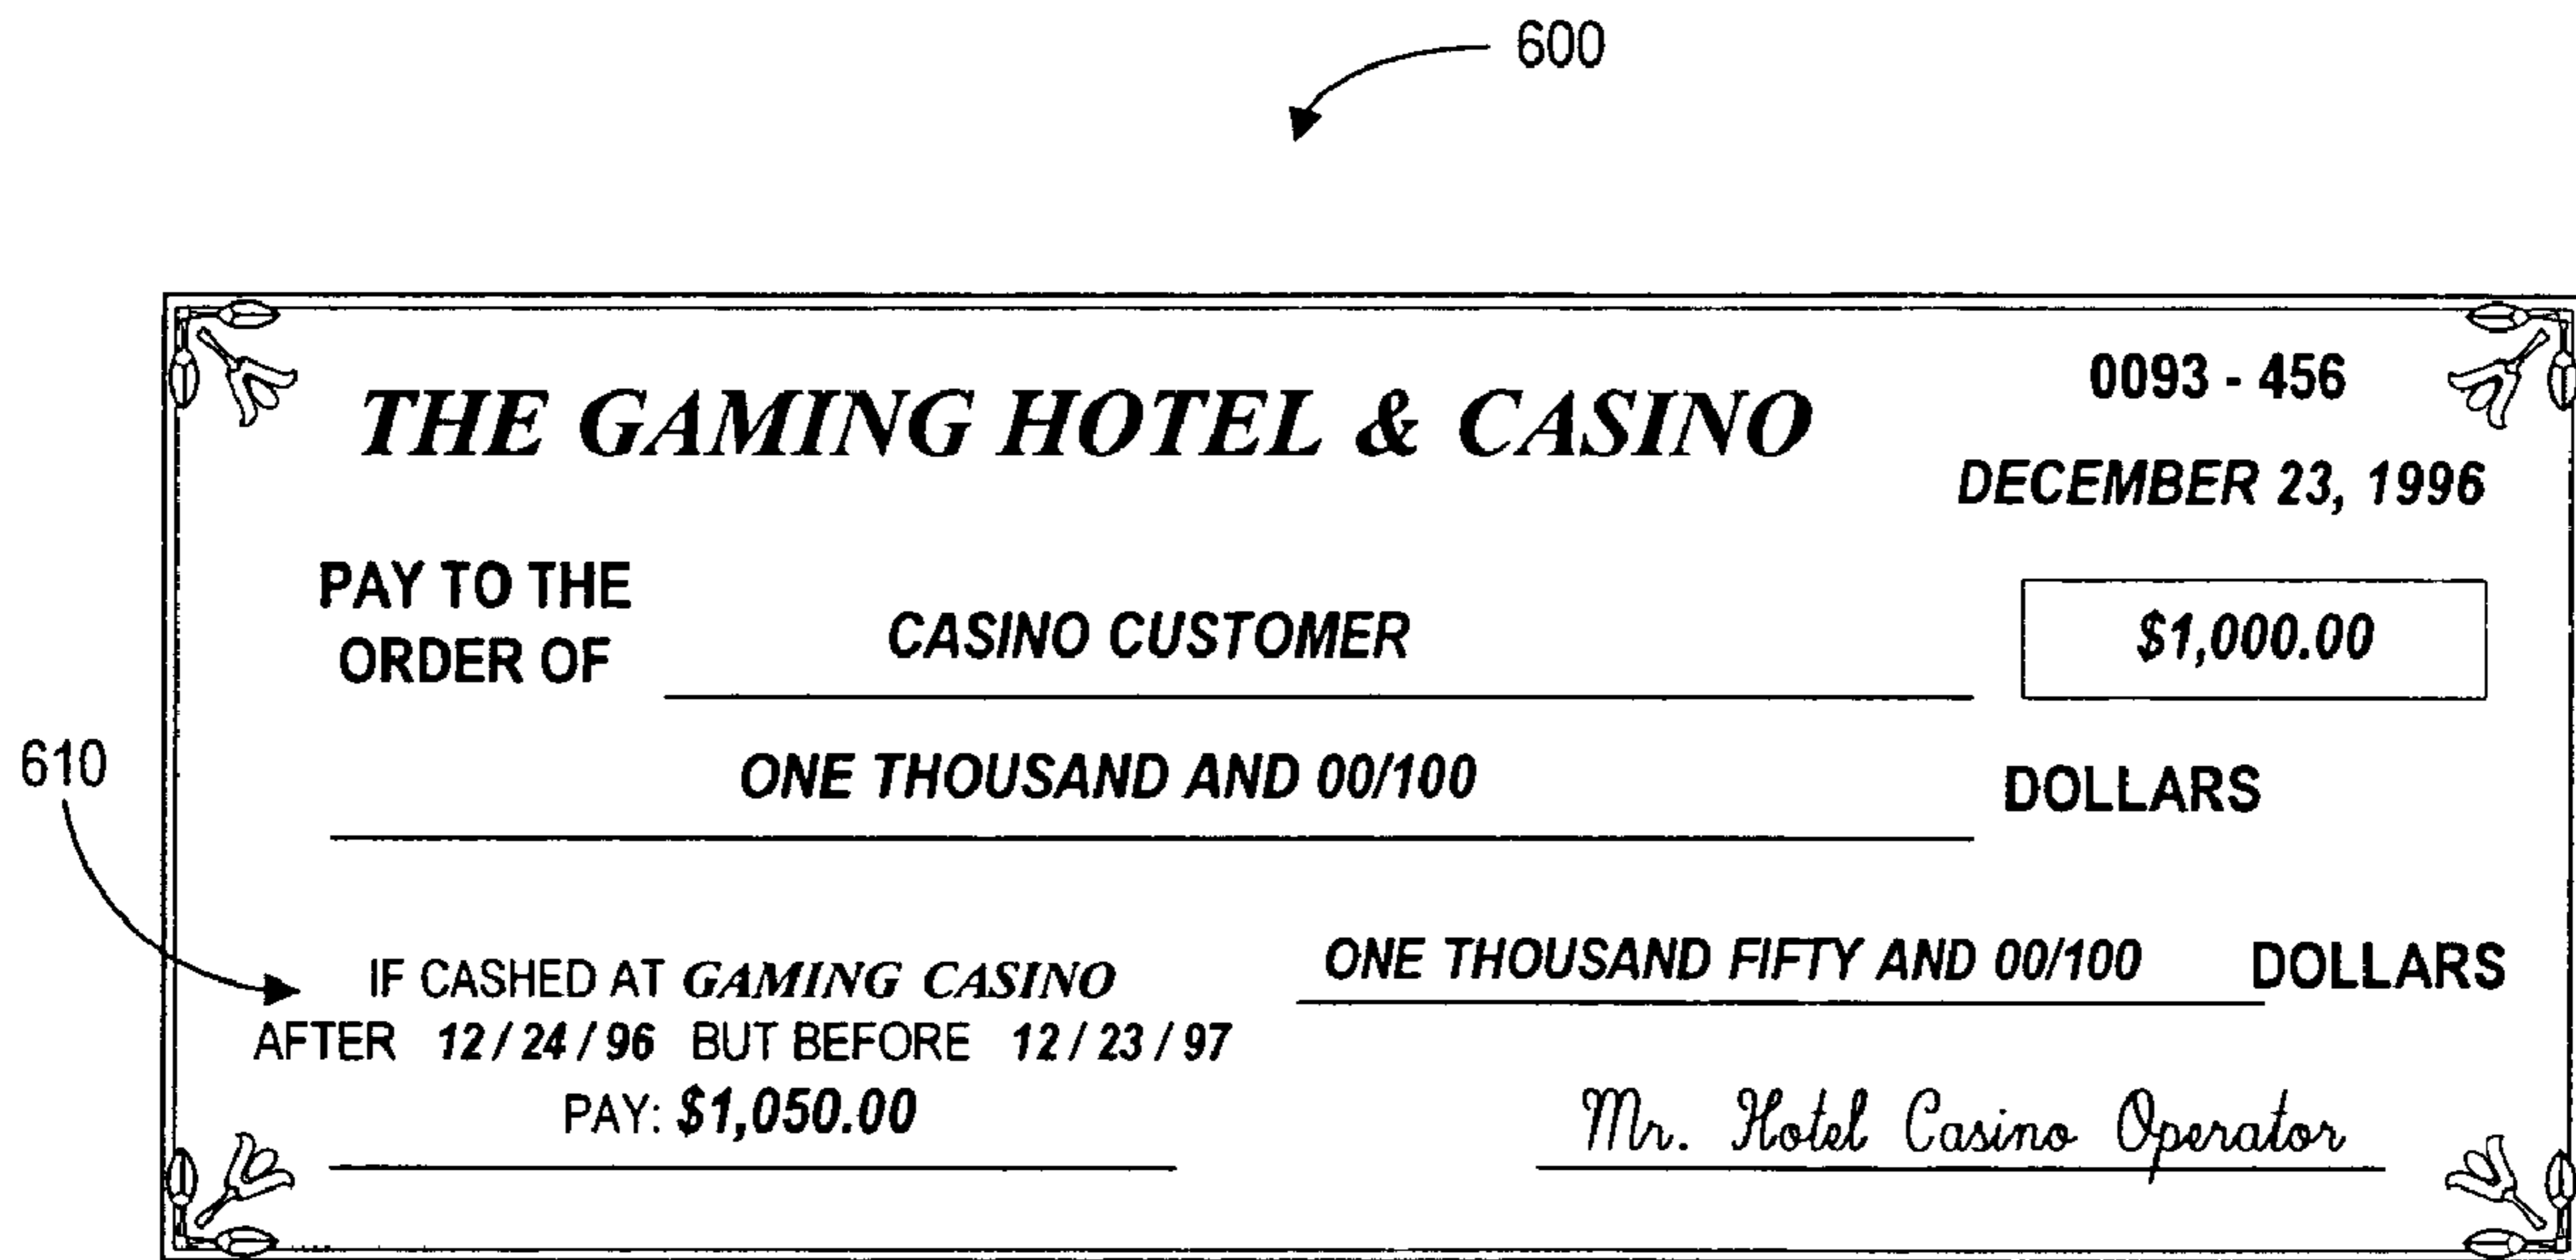 600
0093 - 456
THE GAMING HOTEL & CASINO
DECEMBER 23, 1996
PAY TO THE
ORDER OF
CASINO CUSTOMER
$1,000.00
610
ONE THOUSAND AND 00/100 DOLLARS
IF CASHED AT GAMING CASINO
AFTER 12 / 24 / 96 BUT BEFORE 12 / 23 / 97
PAY: $1,050.00
ONE THOUSAND FIFTY AND 00/100 DOLLARS
Mr. Hotel Casino Operator